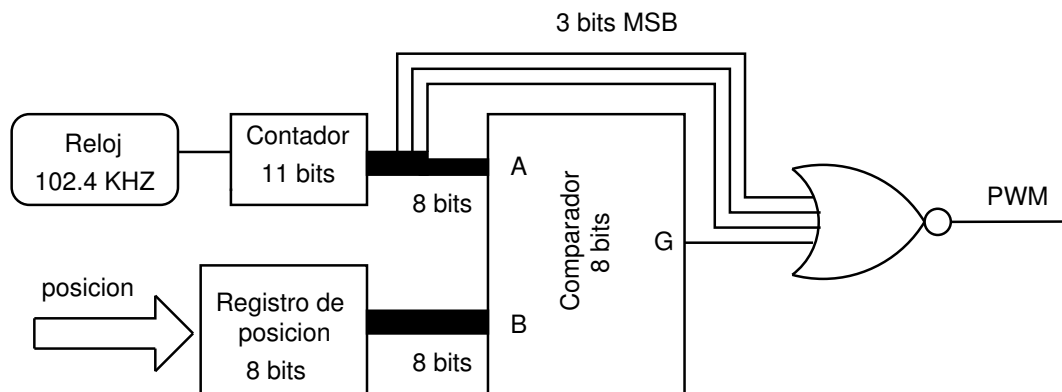 3 bits MSB
Reloj
102.4 KHZ
Contador
11 bits
8 bits
A
Comparador
8 bits
G
PWM
posicion
Registro de
posicion
8 bits
8 bits
B